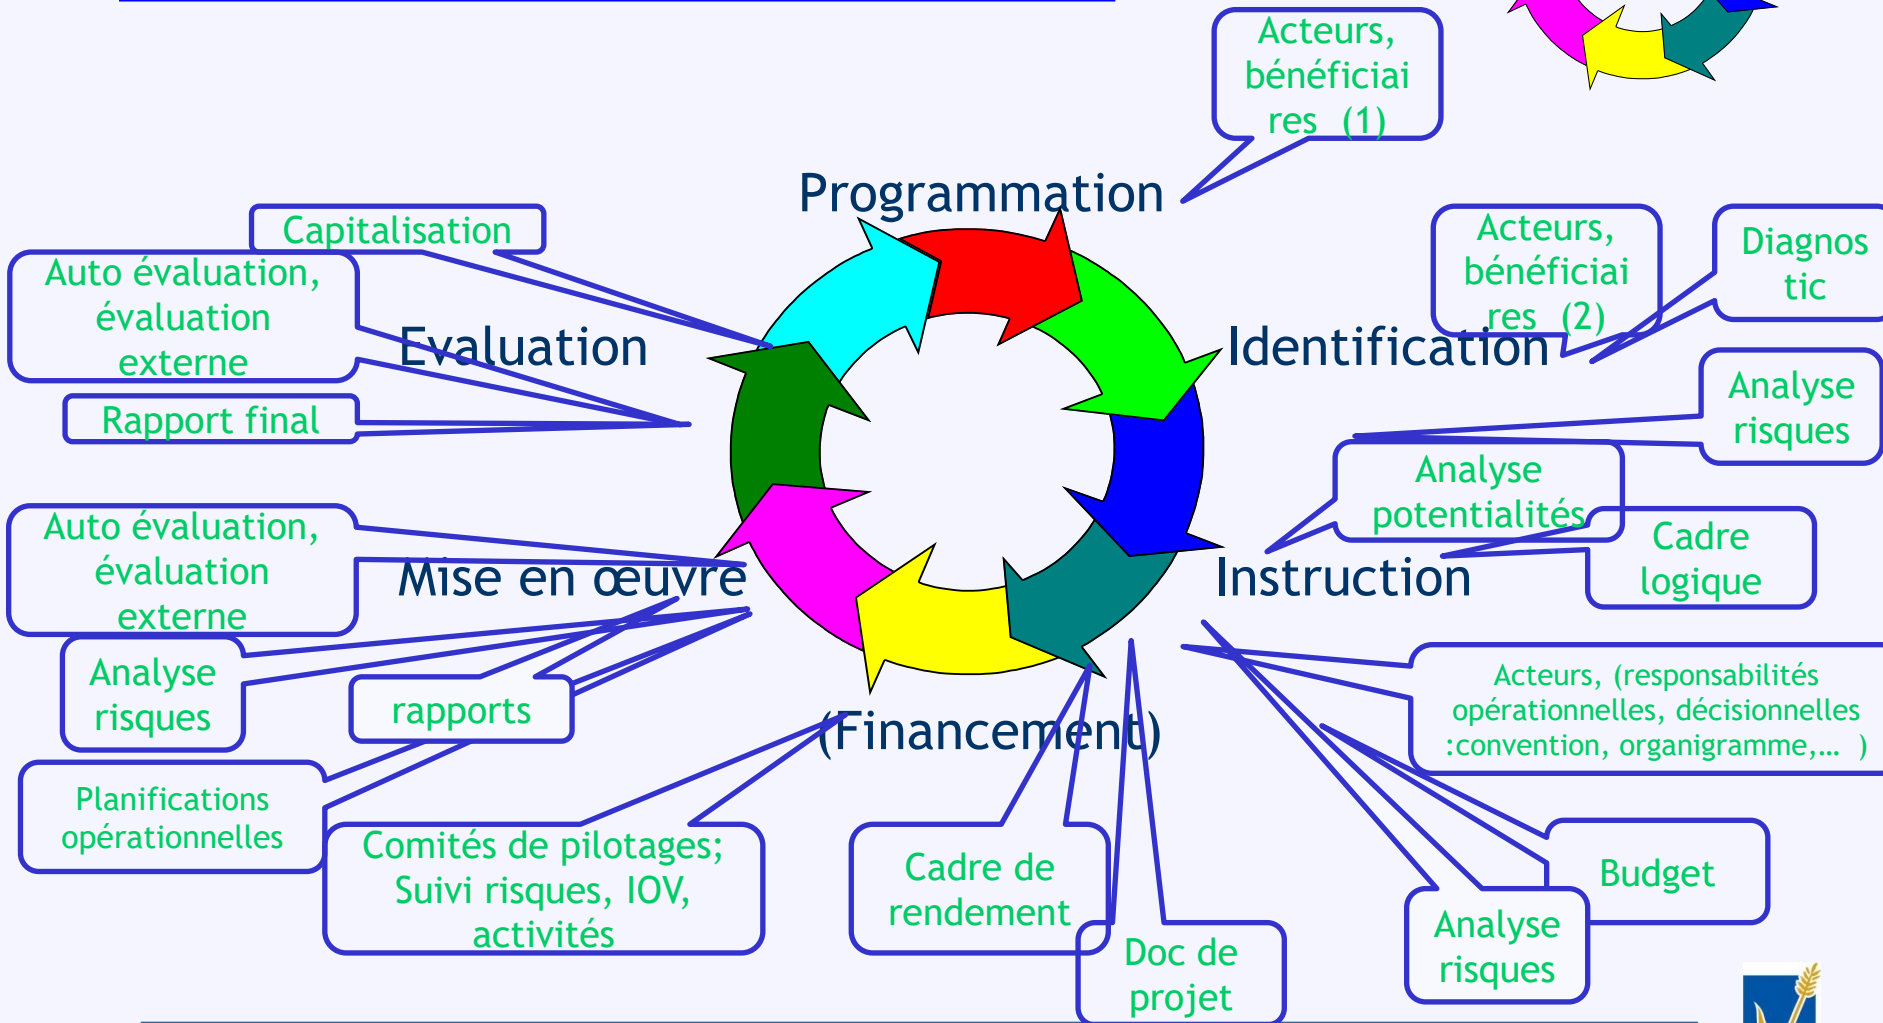 Acteurs,
bénéficiai
res (1)
Programmation
Capitalisation
Acteurs,
bénéficiai
res (2)
Diagnos
tic
Auto évaluation,
évaluation
externe
Evaluation
Identification
Rapport final
Analyse
risques
Analyse
potentialités
Cadre
logique
Auto évaluation,
évaluation
externe
Mise en œuvre
Instruction
Analyse
risques
rapports
(Financement)
Acteurs, (responsabilités
opérationnelles, décisionnelles
:convention, organigramme,… )
Planifications
opérationnelles
Comités de pilotages;
Suivi risques, IOV,
activités
Cadre de
rendement
Doc de
projet
Budget
Analyse
risques